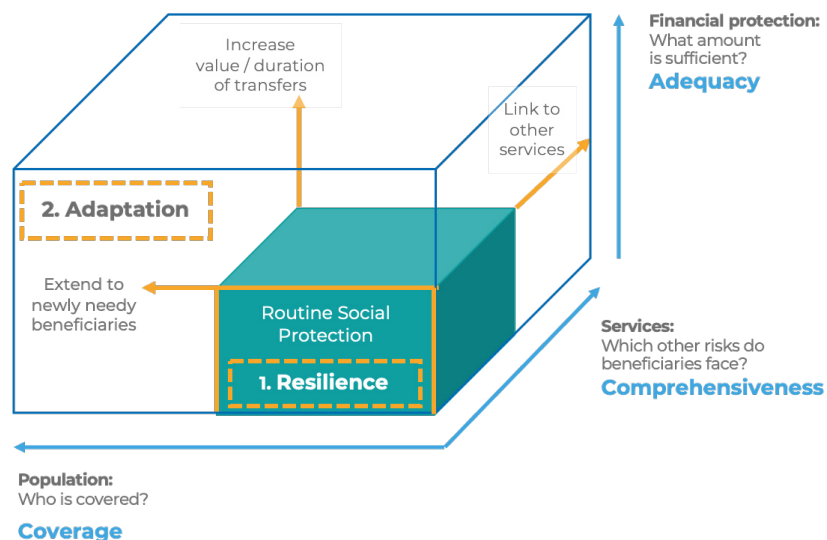 Increase
value / duration
of transfers
Link to
other
services
Financial protection:
What amount
is sufficient?
Adequacy
2. Adaptation
Extend to
newly needy
beneficiaries
Routine Social
Protection
1. Resilience
Services:
Which other risks do
beneficiaries face?
Comprehensiveness
Population:
Who is covered?
Coverage